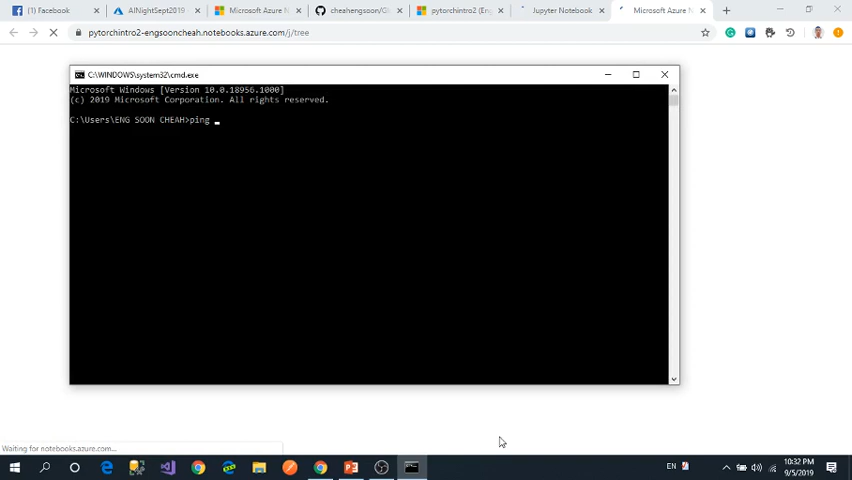 (1) Facebook
AINightSept2019 -
Microsoft Azure N
cheahengsoon/Gl
pytorchintro2 (Eng
Jupyter Notebook
Microsoft Azure N
pytorchintro2-engsooncheah.notebooks.azure.com/j/tree
C:\WINDOWS\system32\cmd.exe
Microsoft Windows [Version 10.0.18956.1000]
(c) 2019 Microsoft Corporation. All rights reserved.
C:\Users\ENG SOON CHEAH>ping _
Waiting for notebooks.azure.com...
EN
10:32 PM
9/5/2019